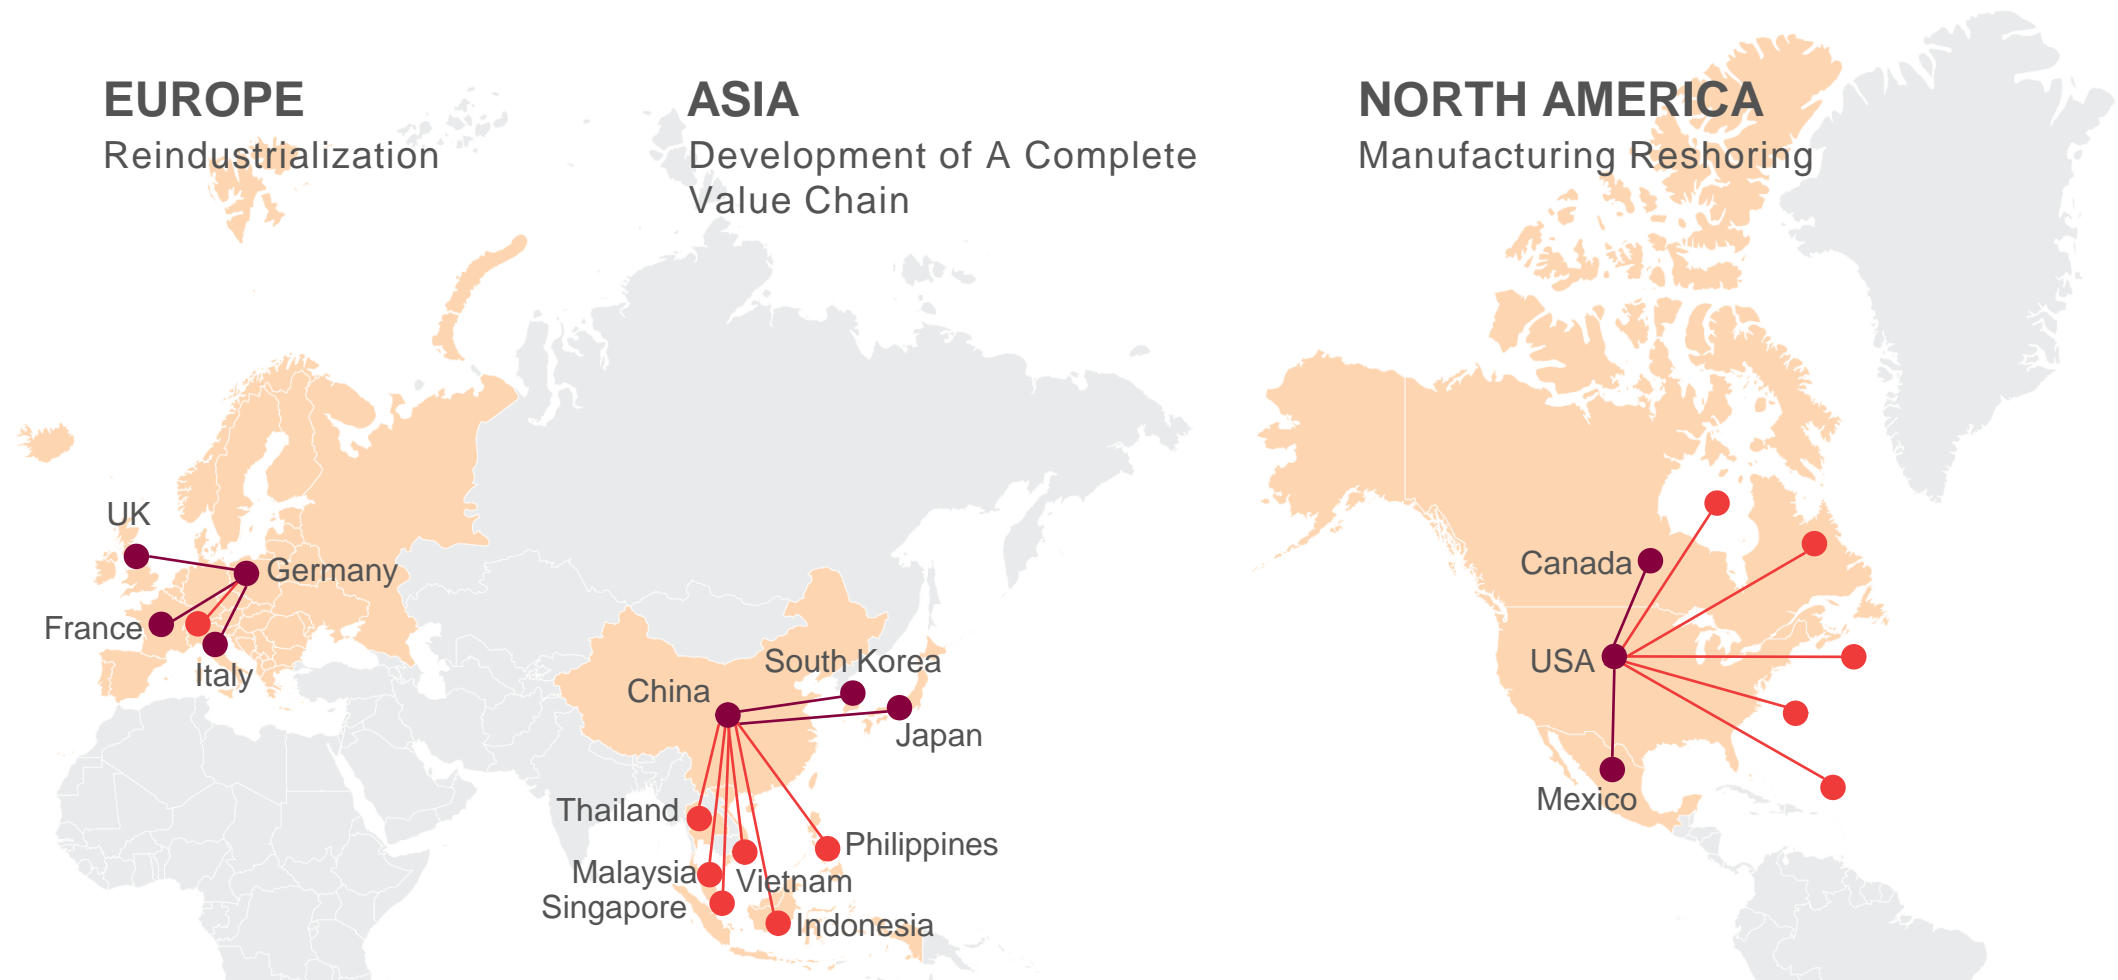 EUROPE
Reindustrialization
UK
Germany
France
Italy
ASIA
Development of A Complete
Value Chain
South Korea
China
Japan
Thailand
Philippines
Malaysia
Vietnam
Singapore
Indonesia
NORTH AMERICA
Manufacturing Reshoring
Canada
USA
Mexico